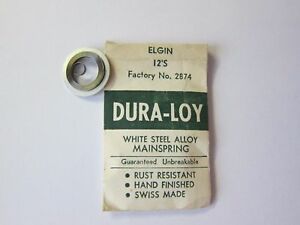 ELGIN
12'S
Factory No. 2874
DURA-LOY
WHITE STEEL ALLOY
MAINSPRING
Guaranteed Unbreakable
• RUST RESISTANT
• HAND FINISHED
• SWISS MADE